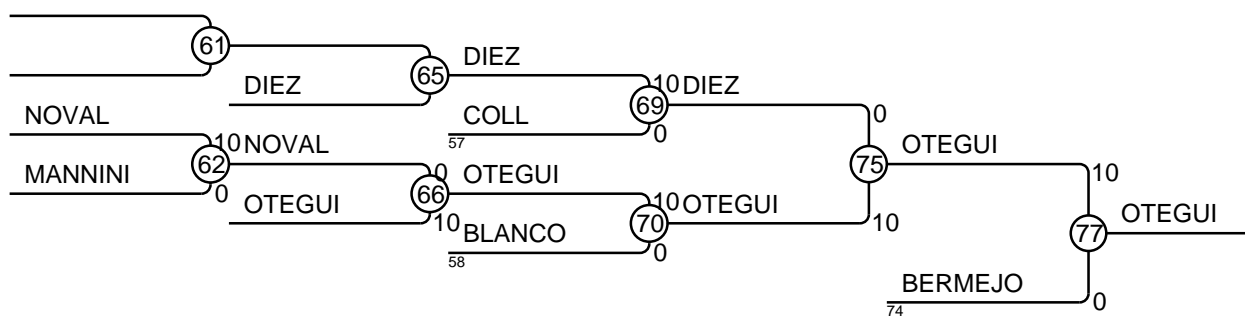 61
DIEZ
65
DIEZ
10 DIEZ
NOVAL
COLL
69
57
0
0
10 NOVAL
OTEGUI
MANNINI
62
0
0
OTEGUI
75
10
66
10
OTEGUI
OTEGUI
10
OTEGUI
BLANCO
70
10
77
58
0
BERMEJO
74
0